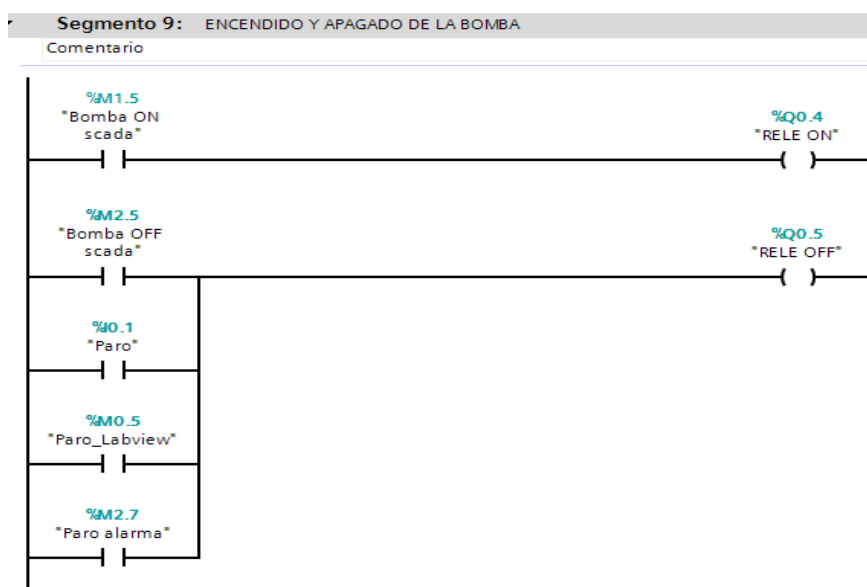 Segmento 9: ENCENDIDO Y APAGADO DE LA BOMBA
Comentario
%M1.5
"Bomba ON
scada"
%Q0.4
"RELE ON"
%M2.5
"Bomba OFF
scada"
%Q0.5
"RELE OFF"
%I0.1
"Paro"
%M0.5
"Paro_Labview"
%M2.7
"Paro alarma"